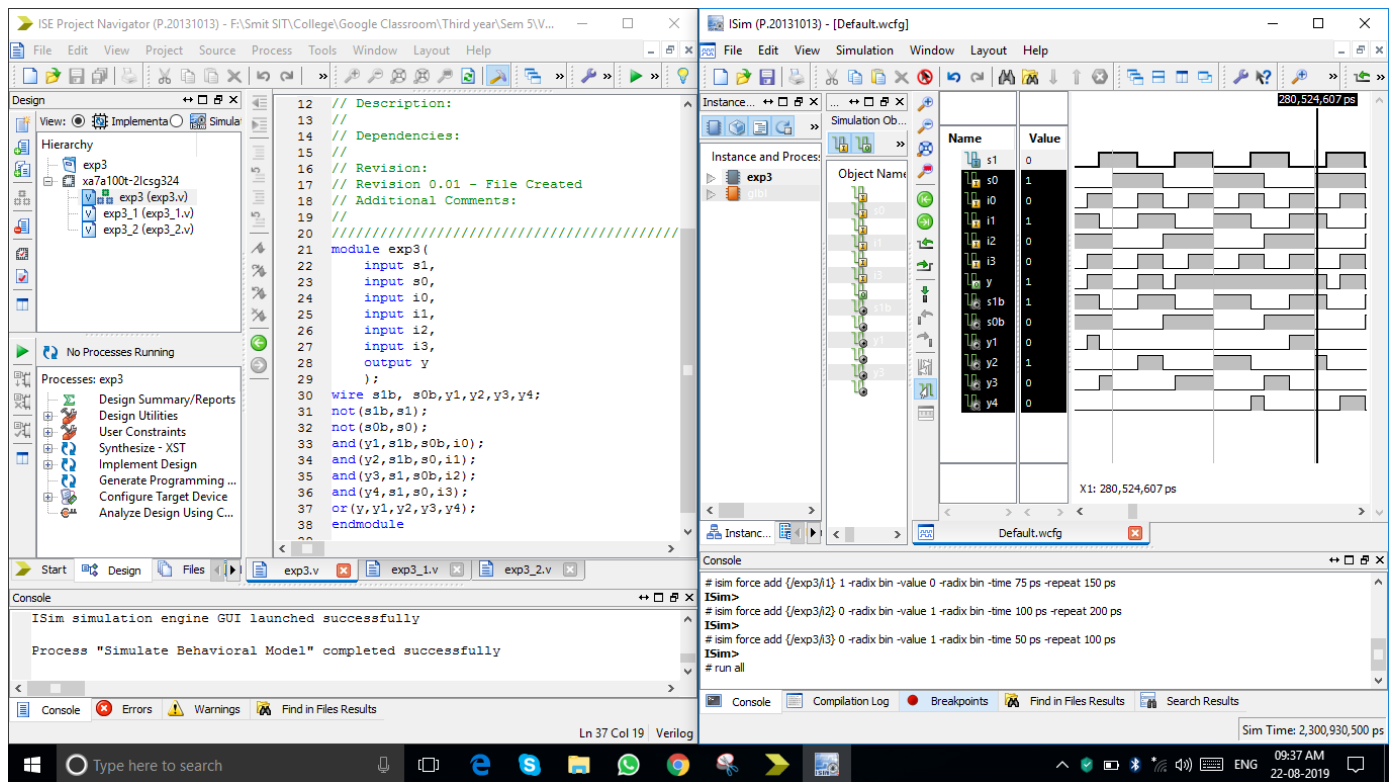 ISE Project Navigator (P.20131013) - F:\Smit SIT\College\Google Classroom\Third year\Sem 5\V...
File Edit View Project Source Process Tools Window Layout Help
Design
View: Implementa Simula
Hierarchy
exp3
xa7a100t-2lcsg324
exp3 (exp3.v)
exp3_1 (exp3_1.v)
exp3_2 (exp3_2.v)
No Processes Running
Processes: exp3
Design Summary/Reports
Design Utilities
User Constraints
Synthesize - XST
Implement Design
Generate Programming ...
Configure Target Device
Analyze Design Using C...
Start Design Files
12 // Description:
13 //
14 // Dependencies:
15 //
16 // Revision:
17 // Revision 0.01 - File Created
18 // Additional Comments:
19 //
20 ///////////////////////////////////////////
21 module exp3(
22 input s1,
23 input s0,
24 input i0,
25 input i1,
26 input i2,
27 input i3,
28 output y
29 );
30 wire s1b, s0b,y1,y2,y3,y4;
31 not(s1b,s1);
32 not(s0b,s0);
33 and(y1,s1b,s0b,i0);
34 and(y2,s1b,s0,i1);
35 and(y3,s1,s0b,i2);
36 and(y4,s1,s0,i3);
37 or(y,y1,y2,y3,y4);
38 endmodule
exp3.v exp3_1.v exp3_2.v
Console
ISim simulation engine GUI launched successfully
Process "Simulate Behavioral Model" completed successfully
Console Errors Warnings Find in Files Results
Ln 37 Col 19 Verilog
ISim (P.20131013) - [Default.wcfg]
File Edit View Simulation Window Layout Help
Instance...
Instance and Process
exp3
glbl
Instanc...
...
Simulation Ob...
Object Name
s0
i1
i3
s1b
y1
y3
Name Value
s1 0
s0 1
i0 0
i1 1
i2 0
i3 0
y 1
s1b 1
s0b 0
y1 0
y2 1
y3 0
y4 0
280,524,607 ps
X1: 280,524,607 ps
Default.wcfg
Console
# isim force add {/exp3/i1} 1 -radix bin -value 0 -radix bin -time 75 ps -repeat 150 ps
ISim>
# isim force add {/exp3/i2} 0 -radix bin -value 1 -radix bin -time 100 ps -repeat 200 ps
ISim>
# isim force add {/exp3/i3} 0 -radix bin -value 1 -radix bin -time 50 ps -repeat 100 ps
ISim>
# run all
Console Compilation Log Breakpoints Find in Files Results Search Results
Sim Time: 2,300,930,500 ps
Type here to search
ENG
09:37 AM
22-08-2019